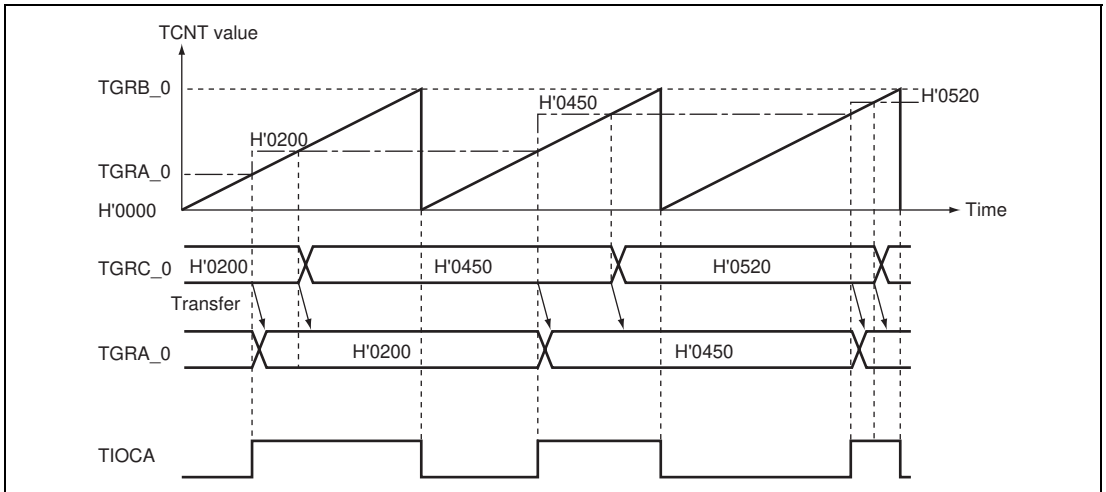 TCNT value
TGRB_0
H'0520
H'0450
H'0200
TGRA_0
H'0000
Time
TGRC_0
H'0200
H'0450
H'0520
Transfer
TGRA_0
H'0200
H'0450
TIOCA